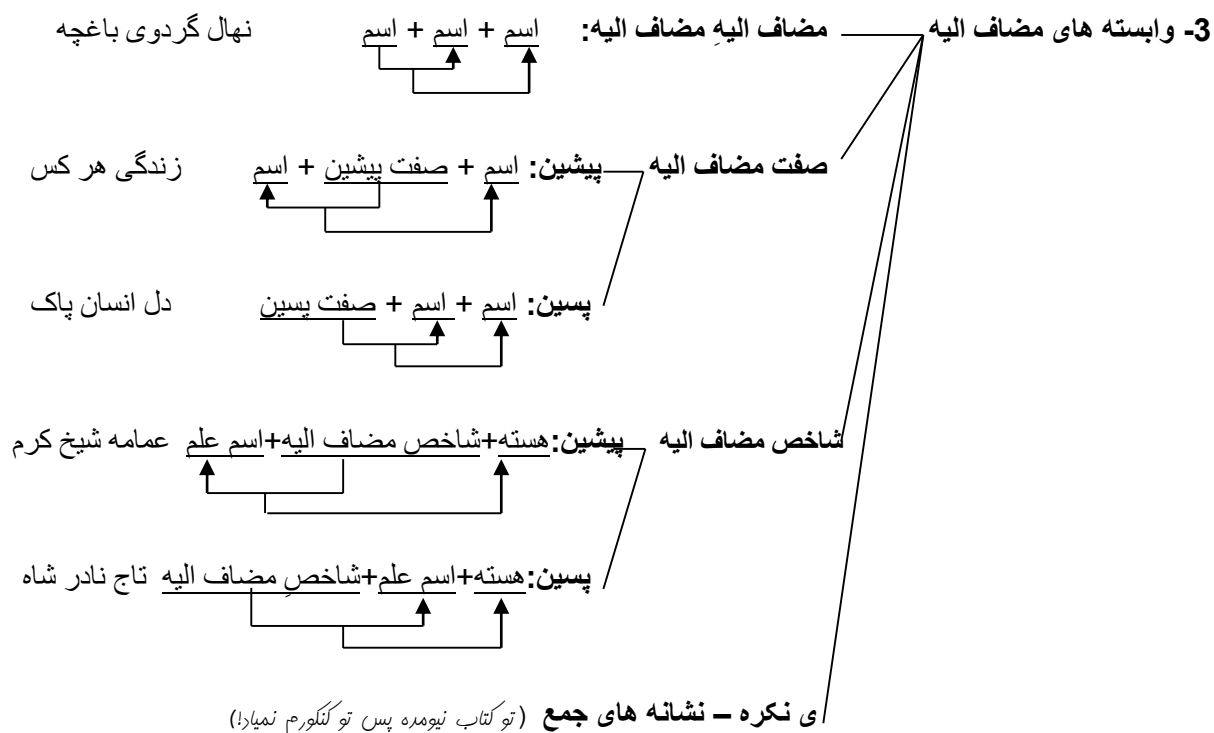 3- وابسته های مضاف الیه مضاف الیهِ مضاف الیه: اسم + اسم + اسم نهال گردوی باغچه
صفت مضاف الیه پیشین: اسم + صفت پیشین + اسم زندگی هر کس
پسین: اسم + اسم + صفت پسین دل انسان پاک
شاخص مضاف الیه پیشین:هسته+شاخص مضاف الیه+اسم علم عمامه شیخ کرم
پسین:هسته+اسم علم+شاخصِ مضاف الیه تاج نادر شاه
ی نکره – نشانه های جمع (تو کتاب نیومده پس تو کنکورم نمیاد!)